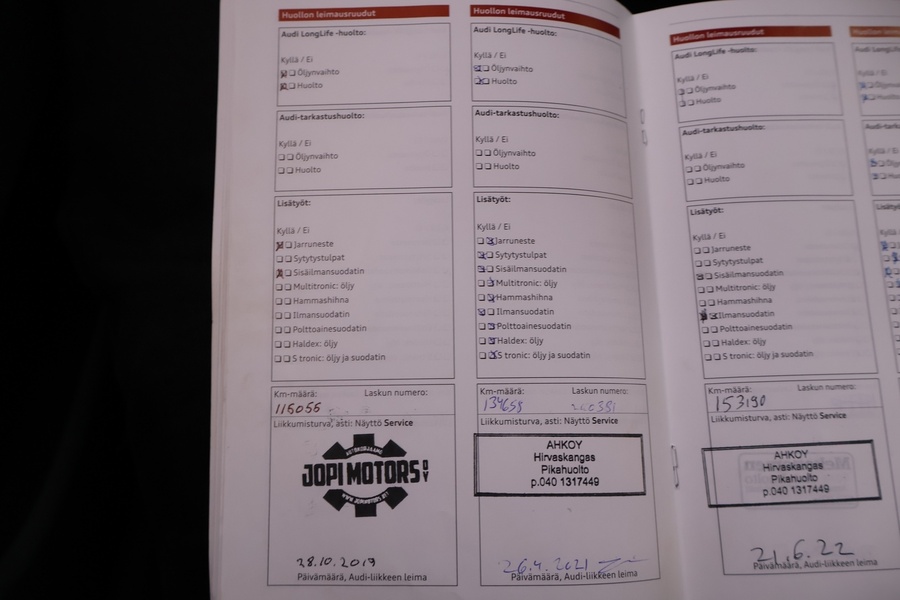 Huollon leimausruudut
Audi LongLife -huolto:
Kyllä / Ei
Öljynvaihto
Huolto
Audi-tarkastushuolto:
Kyllä / Ei
Öljynvaihto
Huolto
Lisätyöt:
Kyllä / Ei
Jarruneste
Sytytystulpat
Sisäilmansuodatin
Multitronic: öljy
Hammashihna
Ilmansuodatin
Polttoainesuodatin
Haldex: öljy
S tronic: öljy ja suodatin
Km-määrä: Laskun numero:
115055
Liikkumisturva, asti: Näyttö Service
JOPI MOTORS OY
WWW.JOPIMOTORS.NET
28.10.2019
Päivämäärä, Audi-liikkeen leima
Huollon leimausruudut
Audi LongLife -huolto:
Kyllä / Ei
Öljynvaihto
Huolto
Audi-tarkastushuolto:
Kyllä / Ei
Öljynvaihto
Huolto
Lisätyöt:
Kyllä / Ei
Jarruneste
Sytytystulpat
Sisäilmansuodatin
Multitronic: öljy
Hammashihna
Ilmansuodatin
Polttoainesuodatin
Haldex: öljy
S tronic: öljy ja suodatin
Km-määrä: Laskun numero:
134658
Liikkumisturva, asti: Näyttö Service
AHKOY
Hirvaskangas
Pikahuolto
p.040 1317449
26.4.2021
Päivämäärä, Audi-liikkeen leima
Huollon leimausruudut
Audi LongLife -huolto:
Kyllä / Ei
Öljynvaihto
Huolto
Audi-tarkastushuolto:
Kyllä / Ei
Öljynvaihto
Huolto
Lisätyöt:
Kyllä / Ei
Jarruneste
Sytytystulpat
Sisäilmansuodatin
Multitronic: öljy
Hammashihna
Ilmansuodatin
Polttoainesuodatin
Haldex: öljy
S tronic: öljy ja suodatin
Km-määrä: Laskun numero:
153190
Liikkumisturva, asti: Näyttö Service
AHKOY
Hirvaskangas
Pikahuolto
p.040 1317449
21.6.22
Päivämäärä, Audi-liikkeen leima